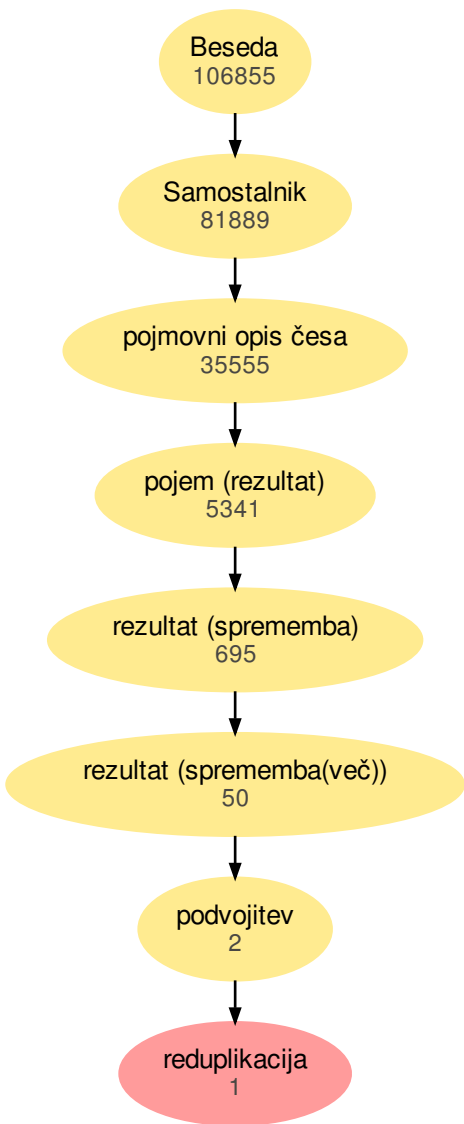 Beseda
106855
Samostalnik
81889
pojmovni opis česa
35555
pojem (rezultat)
5341
rezultat (sprememba)
695
rezultat (sprememba(več))
50
podvojitev
2
reduplikacija
1